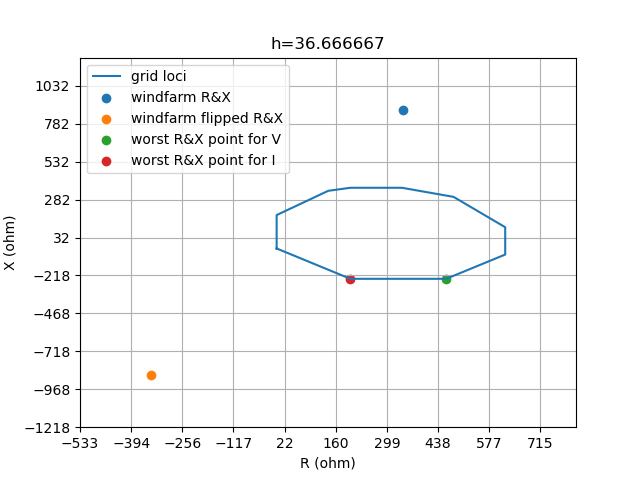 h=36.666667
grid loci
windfarm R&X
windfarm flipped R&X
worst R&X point for V
worst R&X point for I
X (ohm)
1032
782
532
282
32
−218
−468
−718
−968
−1218
−533 −394 −256 −117 22 160 299 438 577 715
R (ohm)